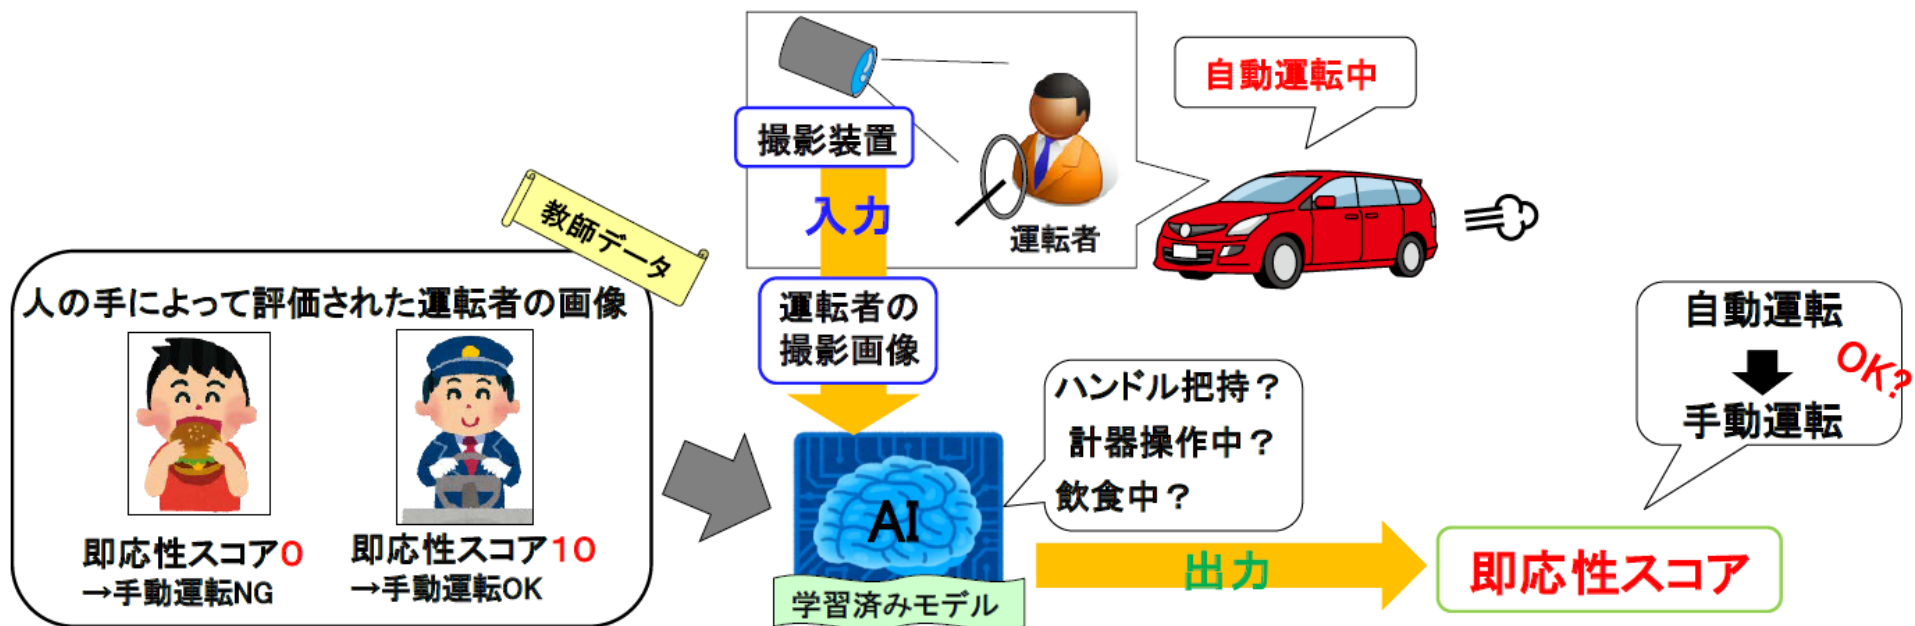 自動運転中
撮影装置
入力
運転者
教師データ
人の手によって評価された運転者の画像
即応性スコア0
→手動運転NG
即応性スコア10
→手動運転OK
運転者の
撮影画像
AI
学習済みモデル
ハンドル把持？
計器操作中？
飲食中？
出力
自動運転
OK?
手動運転
即応性スコア